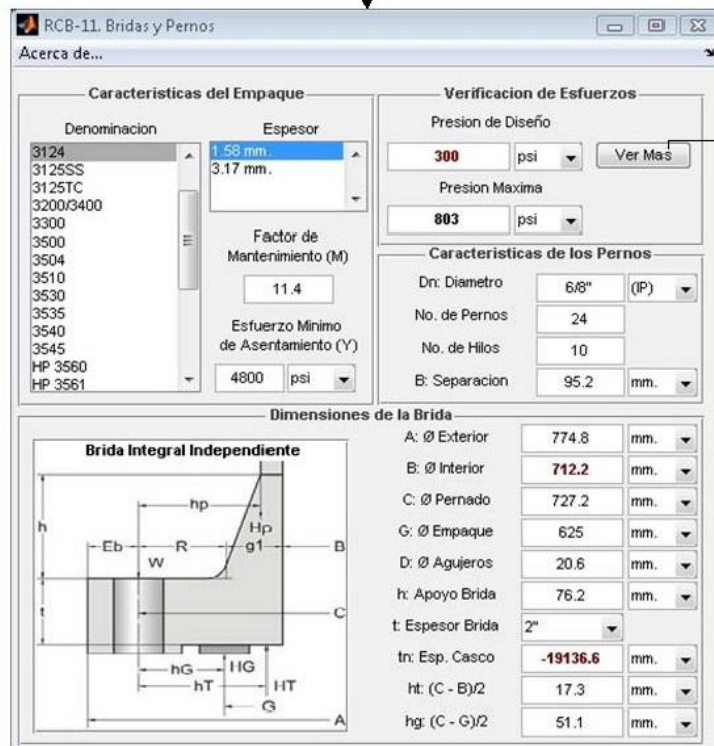 RCB-11. Bridas y Pernos
Acerca de...
Caracteristicas del Empaque
Denominacion
3124
3125SS
3125TC
3200/3400
3300
3500
3504
3510
3530
3535
3540
3545
HP 3560
HP 3561
Espesor
1.58 mm.
3.17 mm.
Factor de
Mantenimiento (M)
11.4
Esfuerzo Minimo
de Asentamiento (Y)
4800 psi
Verificacion de Esfuerzos
Presion de Diseño
300 psi Ver Mas
Presion Maxima
803 psi
Caracteristicas de los Pernos
Dn: Diametro 6/8" (IP)
No. de Pernos 24
No. de Hilos 10
B: Separacion 95.2 mm.
Dimensiones de la Brida
Brida Integral Independiente
hp
h
Hp
Eb R g1 B
W
t
C
hG HG
hT HT
G
A
A: Ø Exterior 774.8 mm.
B: Ø Interior 712.2 mm.
C: Ø Pernado 727.2 mm.
G: Ø Empaque 625 mm.
D: Ø Agujeros 20.6 mm.
h: Apoyo Brida 76.2 mm.
t: Espesor Brida 2"
tn: Esp. Casco -19136.6 mm.
ht: (C - B)/2 17.3 mm.
hg: (C - G)/2 51.1 mm.